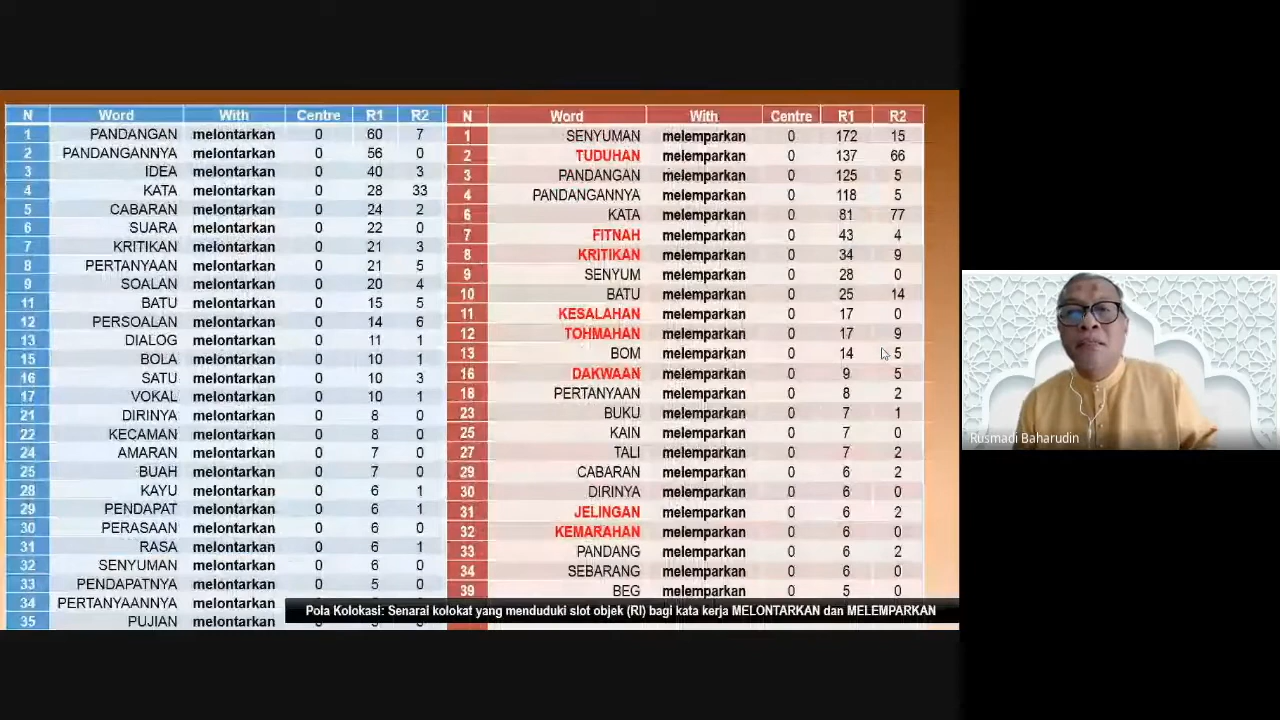 N Word With Centre R1 R2
1 PANDANGAN melontarkan 0 60 7
2 PANDANGANNYA melontarkan 0 56 0
3 IDEA melontarkan 0 40 3
4 KATA melontarkan 0 28 33
5 CABARAN melontarkan 0 24 2
6 SUARA melontarkan 0 22 0
7 KRITIKAN melontarkan 0 21 3
8 PERTANYAAN melontarkan 0 21 5
9 SOALAN melontarkan 0 20 4
11 BATU melontarkan 0 15 5
12 PERSOALAN melontarkan 0 14 6
13 DIALOG melontarkan 0 11 1
15 BOLA melontarkan 0 10 1
16 SATU melontarkan 0 10 3
17 VOKAL melontarkan 0 10 1
21 DIRINYA melontarkan 0 8 0
22 KECAMAN melontarkan 0 8 0
24 AMARAN melontarkan 0 7 0
25 BUAH melontarkan 0 7 0
28 KAYU melontarkan 0 6 1
29 PENDAPAT melontarkan 0 6 1
30 PERASAAN melontarkan 0 6 0
31 RASA melontarkan 0 6 1
32 SENYUMAN melontarkan 0 6 0
33 PENDAPATNYA melontarkan 0 5 0
34 PERTANYAANNYA melontarkan
35 PUJIAN melontarkan
N Word With Centre R1 R2
1 SENYUMAN melemparkan 0 172 15
2 TUDUHAN melemparkan 0 137 66
3 PANDANGAN melemparkan 0 125 5
4 PANDANGANNYA melemparkan 0 118 5
6 KATA melemparkan 0 81 77
7 FITNAH melemparkan 0 43 4
8 KRITIKAN melemparkan 0 34 9
9 SENYUM melemparkan 0 28 0
10 BATU melemparkan 0 25 14
11 KESALAHAN melemparkan 0 17 0
12 TOHMAHAN melemparkan 0 17 9
13 BOM melemparkan 0 14 5
16 DAKWAAN melemparkan 0 9 5
18 PERTANYAAN melemparkan 0 8 2
23 BUKU melemparkan 0 7 1
25 KAIN melemparkan 0 7 0
27 TALI melemparkan 0 7 2
29 CABARAN melemparkan 0 6 2
30 DIRINYA melemparkan 0 6 0
31 JELINGAN melemparkan 0 6 2
32 KEMARAHAN melemparkan 0 6 0
33 PANDANG melemparkan 0 6 2
34 SEBARANG melemparkan 0 6 0
39 BEG melemparkan 0 5 0
Pola Kolokasi: Senarai kolokat yang menduduki slot objek (RI) bagi kata kerja MELONTARKAN dan MELEMPARKAN
Rusmadi Baharudin